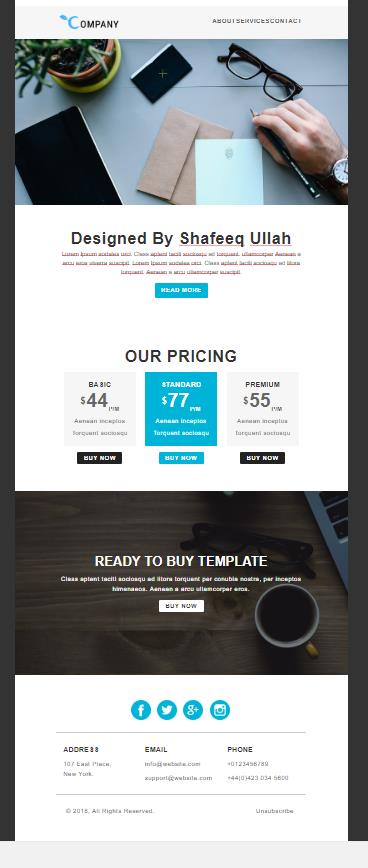 COMPANY
ABOUTSERVICESCONTACT
Designed By Shafeeq Ullah
Lorem Ipsum sodales orci. Class aptent taciti sociosqu ad torquent. ullamcorper Aenean a
arcu eros viverra suscipit. Lorem Ipsum sodales orci. Class aptent taciti sociosqu ad litora
torquent. Aenean a arcu ullamcorper suscipit.
READ MORE
OUR PRICING
BASIC STANDARD PREMIUM
$44 P/M $77 P/M $55 P/M
Aenean inceptos Aenean inceptos Aenean inceptos
Torquent sociosqu Torquent sociosqu Torquent sociosqu
BUY NOW BUY NOW BUY NOW
READY TO BUY TEMPLATE
Class aptent taciti sociosqu ad litora torquent per conubia nostra, per inceptos
himenaeos. Aenean a arcu ullamcorper eros.
BUY NOW
ADDRESS EMAIL PHONE
107 East Place, info@website.com +0123456789
New York. support@website.com +44(0)423 034 5600
© 2018, All Rights Reserved. Unsubscribe